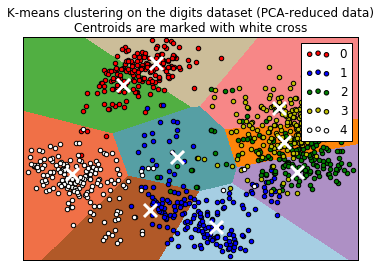 K-means clustering on the digits dataset (PCA-reduced data)
Centroids are marked with white cross
0
1
2
3
4